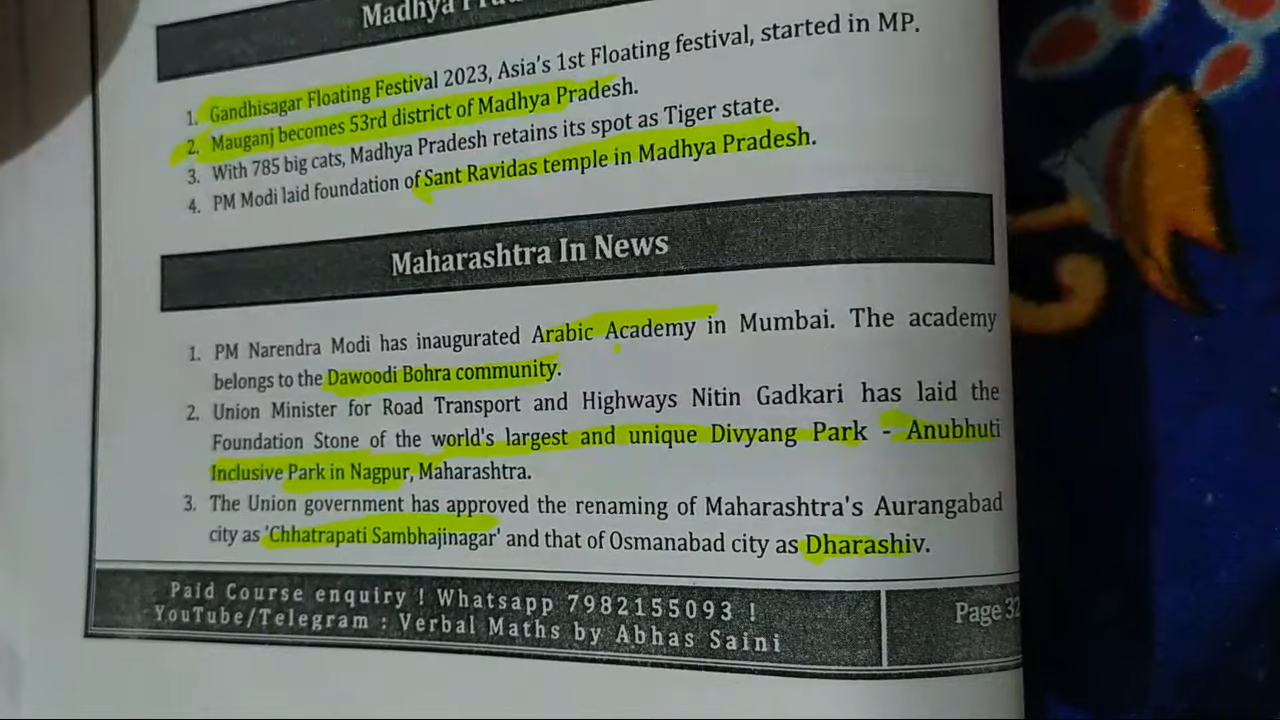 Madhya
1. Gandhisagar Floating Festival 2023, Asia's 1st Floating festival, started in MP.
2. Mauganj becomes 53rd district of Madhya Pradesh.
3. With 785 big cats, Madhya Pradesh retains its spot as Tiger state.
4. PM Modi laid foundation of Sant Ravidas temple in Madhya Pradesh.
Maharashtra In News
1. PM Narendra Modi has inaugurated Arabic Academy in Mumbai. The academy
belongs to the Dawoodi Bohra community.
2. Union Minister for Road Transport and Highways Nitin Gadkari has laid the
Foundation Stone of the world's largest and unique Divyang Park - Anubhuti
Inclusive Park in Nagpur, Maharashtra.
3. The Union government has approved the renaming of Maharashtra's Aurangabad
city as 'Chhatrapati Sambhajinagar' and that of Osmanabad city as Dharashiv.
Paid Course enquiry ! Whatsapp 7982155093 !
YouTube/Telegram : Verbal Maths by Abhas Saini
Page 32